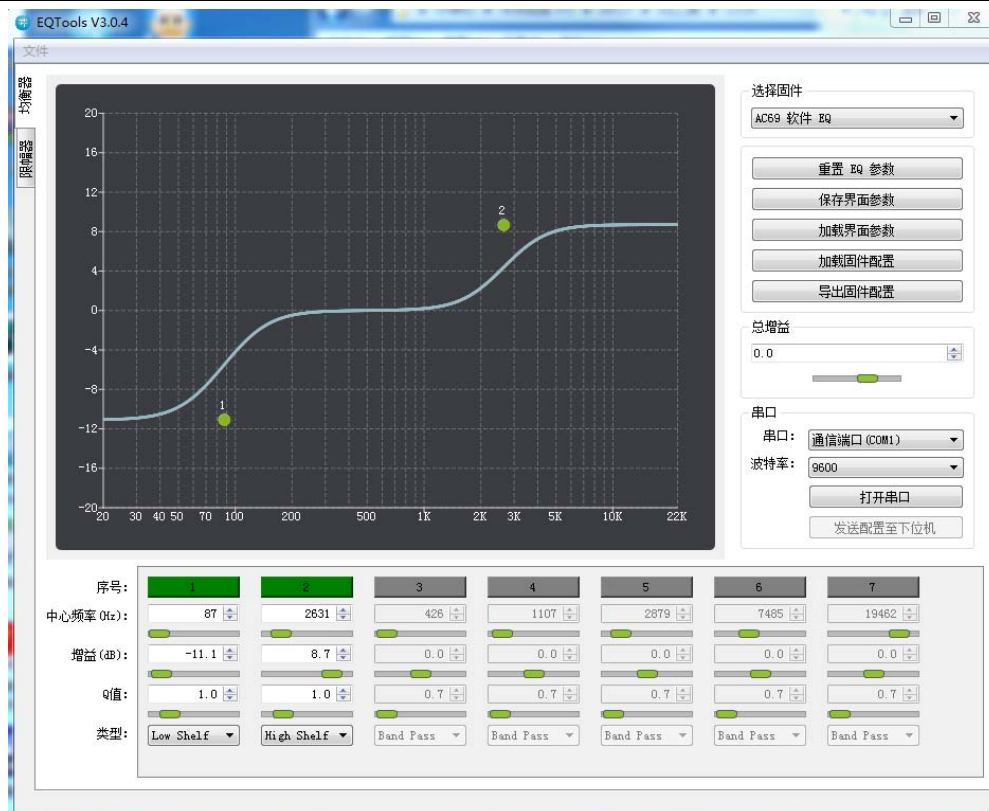 EQTools V3.0.4
文件
均衡器
限幅器
20
16
12
8
4
0
-4
-8
-12
-16
-20
2
1
20 30 40 50 70 100 200 500 1K 2K 3K 5K 10K 22K
选择固件
AC69 软件 EQ
重置 EQ 参数
保存界面参数
加载界面参数
加载固件配置
导出固件配置
总增益
0.0
串口
串口： 通信端口(COM1)
波特率： 9600
打开串口
发送配置至下位机
序号： 1 2 3 4 5 6 7
中心频率(Hz)： 87 2631 426 1107 2879 7485 19462
增益(dB)： -11.1 8.7 0.0 0.0 0.0 0.0 0.0
Q值： 1.0 1.0 0.7 0.7 0.7 0.7 0.7
类型： Low Shelf High Shelf Band Pass Band Pass Band Pass Band Pass Band Pass